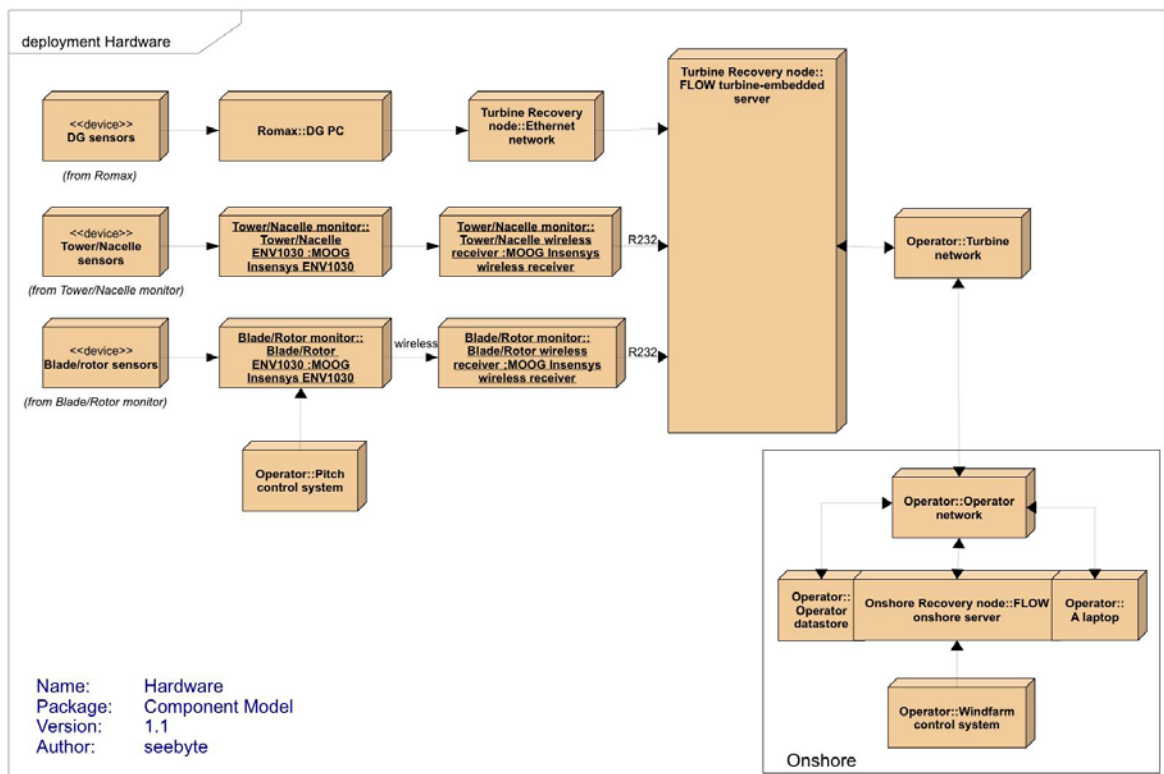 deployment Hardware
<<device>>
DG sensors
(from Romax)
Romax::DG PC
Turbine Recovery
node::Ethernet
network
Turbine Recovery node::
FLOW turbine-embedded
server
<<device>>
Tower/Nacelle
sensors
(from Tower/Nacelle monitor)
Tower/Nacelle monitor::
Tower/Nacelle
ENV1030 :MOOG
Insensys ENV1030
Tower/Nacelle monitor::
Tower/Nacelle wireless
receiver :MOOG Insensys
wireless receiver
R232
Operator::Turbine
network
<<device>>
Blade/rotor sensors
(from Blade/Rotor monitor)
Blade/Rotor monitor::
Blade/Rotor
ENV1030 :MOOG
Insensys ENV1030
wireless
Blade/Rotor monitor::
Blade/Rotor wireless
receiver :MOOG Insensys
wireless receiver
R232
Operator::Pitch
control system
Operator::Operator
network
Operator::
Operator
datastore
Onshore Recovery node::FLOW
onshore server
Operator::
A laptop
Operator::Windfarm
control system
Onshore
Name: Hardware
Package: Component Model
Version: 1.1
Author: seebyte